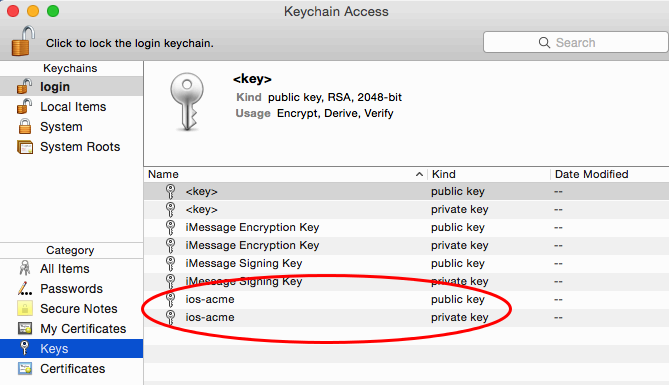 Keychain Access
Click to lock the login keychain.
Search
Keychains
login
Local Items
System
System Roots
<key>
Kind public key, RSA, 2048-bit
Usage Encrypt, Derive, Verify
Name Kind Date Modified
<key> public key --
<key> private key --
iMessage Encryption Key public key --
iMessage Encryption Key private key --
iMessage Signing Key public key --
iMessage Signing Key private key --
ios-acme public key --
ios-acme private key --
Category
All Items
Passwords
Secure Notes
My Certificates
Keys
Certificates